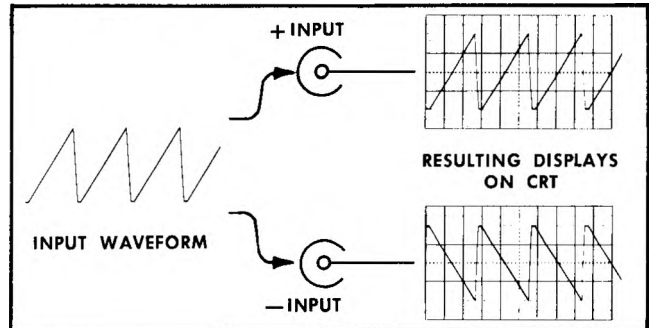 + INPUT
INPUT WAVEFORM
RESULTING DISPLAYS
ON CRT
— INPUT